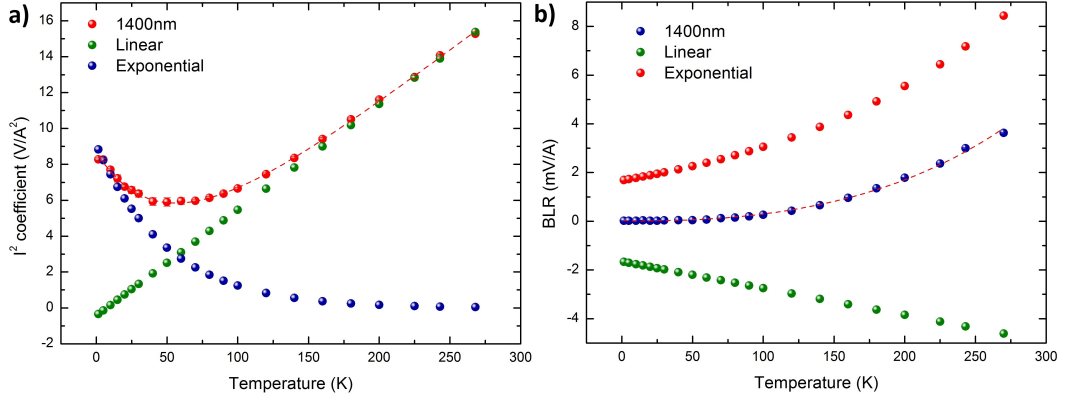 a)
1400nm
Linear
Exponential
I² coefficient (V/A²)
16
14
12
10
8
6
4
2
0
-2
0
50
100
150
200
250
300
Temperature (K)
b)
1400nm
Linear
Exponential
BLR (mV/A)
8
6
4
2
0
-2
-4
0
50
100
150
200
250
300
Temperature (K)